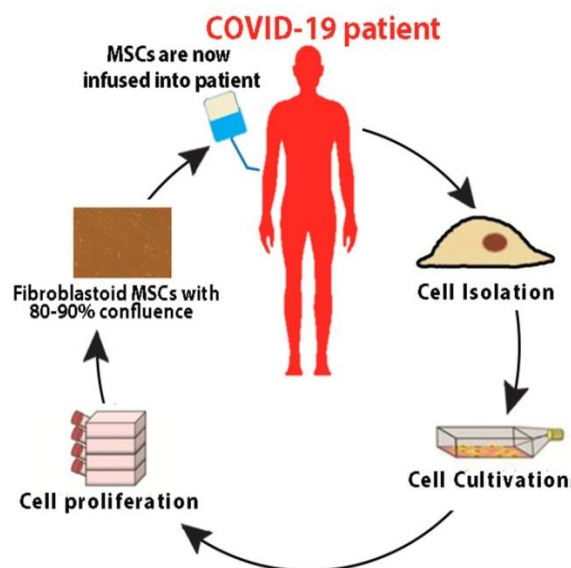 COVID-19 patient
MSCs are now
infused into patient
Cell Isolation
Cell Cultivation
Cell proliferation
Fibroblastoid MSCs with
80-90% confluence